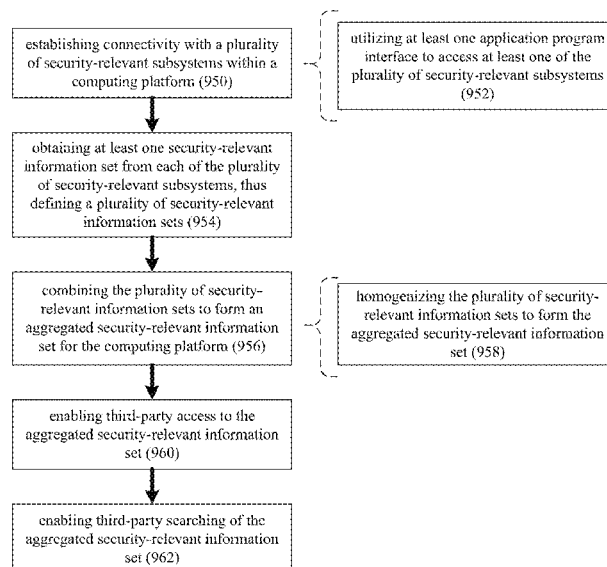 establishing connectivity with a plurality
of security-relevant subsystems within a
computing platform (950)
utilizing at least one application program
interface to access at least one of the
plurality of security-relevant subsystems
(952)
obtaining at least one security-relevant
information set from each of the plurality
of security-relevant subsystems, thus
defining a plurality of security-relevant
information sets (954)
combining the plurality of security-
relevant information sets to form an
aggregated security-relevant information
set for the computing platform (956)
homogenizing the plurality of security-
relevant information sets to form the
aggregated security-relevant information
set (958)
enabling third-party access to the
aggregated security-relevant information
set (960)
enabling third-party searching of the
aggregated security-relevant information
set (962)